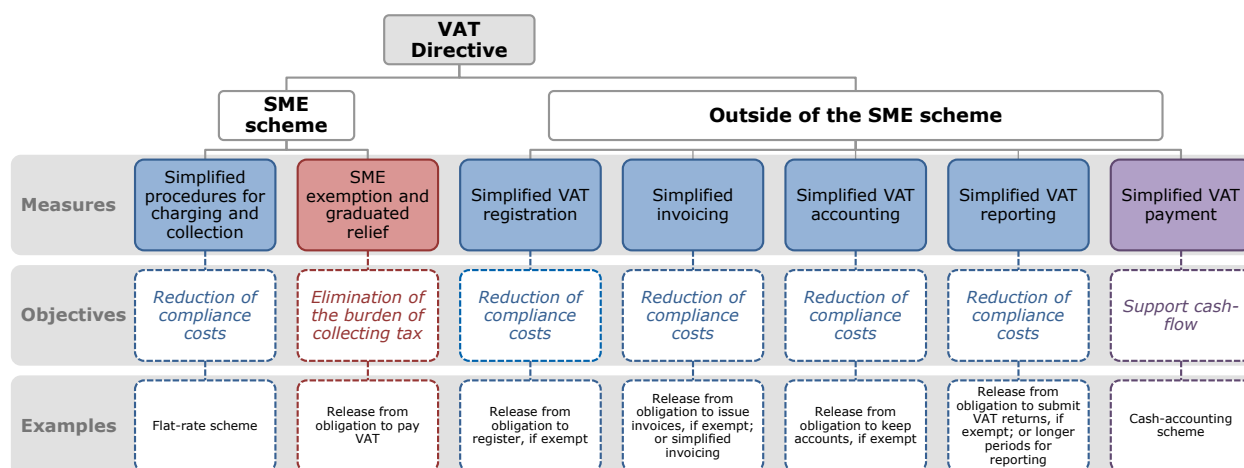 VAT
Directive
SME
scheme
Outside of the SME scheme
Measures
Simplified
procedures for
charging and
collection
SME
exemption and
graduated
relief
Simplified VAT
registration
Simplified
invoicing
Simplified VAT
accounting
Simplified VAT
reporting
Simplified VAT
payment
Objectives
Reduction of
compliance
costs
Elimination of
the burden of
collecting tax
Reduction of
compliance
costs
Reduction of
compliance
costs
Reduction of
compliance
costs
Reduction of
compliance
costs
Support cash-
flow
Examples
Flat-rate scheme
Release from
obligation to pay
VAT
Release from
obligation to
register, if exempt
Release from
obligation to issue
invoices, if exempt;
or simplified
invoicing
Release from
obligation to keep
accounts, if exempt
Release from
obligation to submit
VAT returns, if
exempt; or longer
periods for
reporting
Cash-accounting
scheme